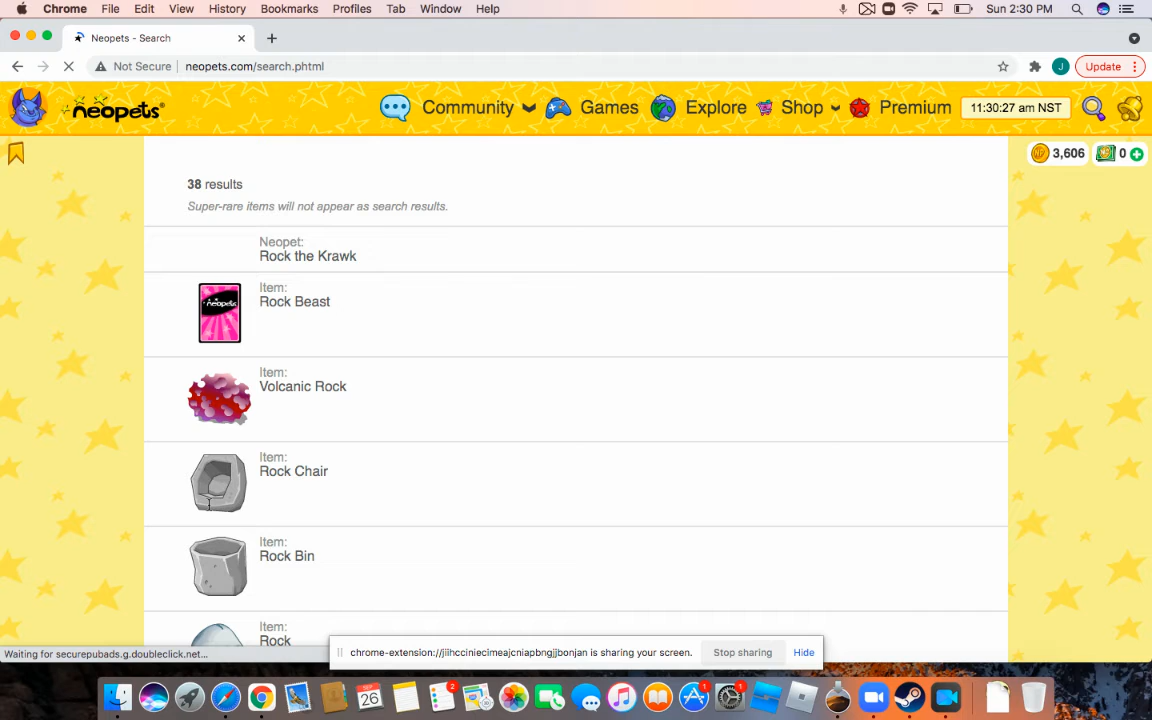 Chrome File Edit View History Bookmarks Profiles Tab Window Help Sun 2:30 PM
Neopets - Search
Not Secure neopets.com/search.phtml J Update
neopets Community Games Explore Shop Premium 11:30:27 am NST
3,606 0
38 results
Super-rare items will not appear as search results.
Neopet:
Rock the Krawk
neopets
Item:
Rock Beast
Item:
Volcanic Rock
Item:
Rock Chair
Item:
Rock Bin
Item:
Rock
Waiting for securepubads.g.doubleclick.net...
chrome-extension://jiihcciniecimeajcniapbngjjbonjan is sharing your screen. Stop sharing Hide
26 2 1 1